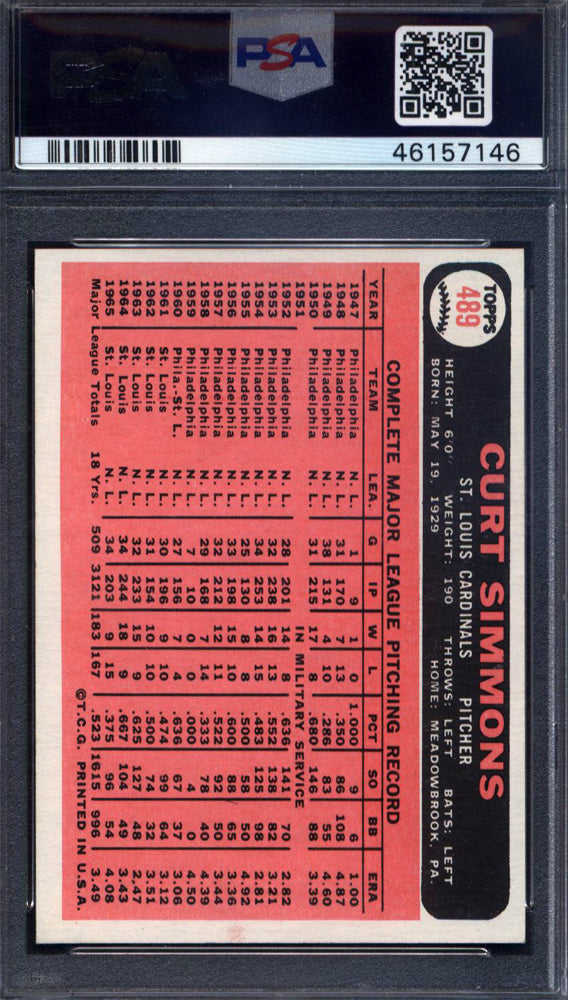 PSA
PSA
46157146
TOPPS
489
CURT SIMMONS
ST. LOUIS CARDINALS PITCHER
HEIGHT 6'0" WEIGHT: 190 THROWS: LEFT BATS: LEFT
BORN: MAY 19, 1929 HOME: MEADOWBROOK, PA.
COMPLETE MAJOR LEAGUE PITCHING RECORD
YEAR TEAM LEA. G IP W L PCT SO BB ERA
1947 Philadelphia N. L. 1 9 1 0 1.000 9 6 1.00
1948 Philadelphia N. L. 31 170 7 13 .350 86 108 4.87
1949 Philadelphia N. L. 38 131 4 10 .286 83 55 4.60
1950 Philadelphia N. L. 31 215 17 8 .680 146 88 3.39
1951 IN MILITARY SERVICE
1952 Philadelphia N. L. 28 201 14 8 .636 141 70 2.82
1953 Philadelphia N. L. 32 238 16 13 .552 138 82 3.21
1954 Philadelphia N. L. 34 253 14 15 .483 125 98 2.81
1955 Philadelphia N. L. 25 130 8 8 .500 58 50 4.92
1956 Philadelphia N. L. 33 198 15 10 .600 88 65 3.36
1957 Philadelphia N. L. 32 212 12 11 .522 92 50 3.44
1958 Philadelphia N. L. 29 168 7 14 .333 78 40 4.39
1959 Philadelphia N. L. 7 10 0 0 .000 4 0 4.50
1960 Phila.-St. L. N. L. 27 156 7 4 .636 67 37 3.06
1961 St. Louis N. L. 30 196 9 10 .474 99 64 3.12
1962 St. Louis N. L. 31 154 10 10 .500 74 32 3.51
1963 St. Louis N. L. 32 233 15 9 .625 127 48 2.47
1964 St. Louis N. L. 34 244 18 9 .667 104 49 3.43
1965 St. Louis N. L. 34 203 9 15 .375 96 54 4.08
Major League Totals 18 Yrs. 509 3121 183 167 .523 1615 996 3.49
©T.C.G. PRINTED IN U.S.A.